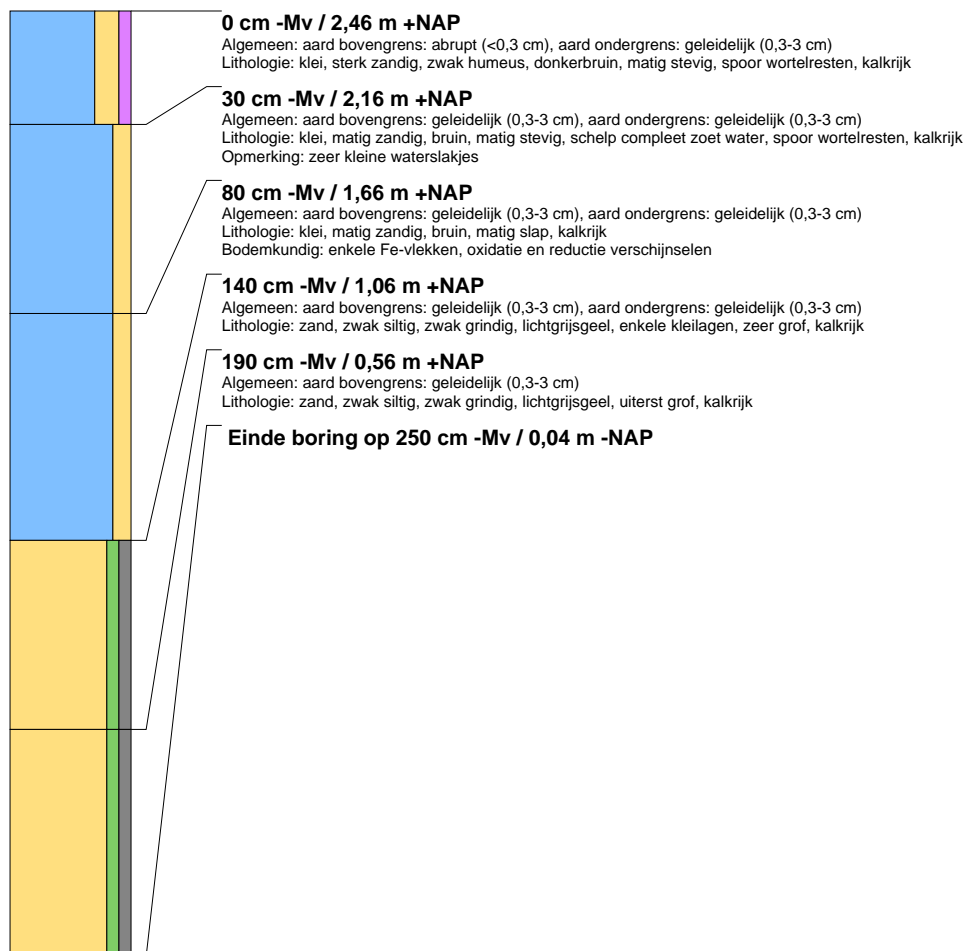 0 cm -Mv / 2,46 m +NAP
Algemeen: aard bovengrens: abrupt (<0,3 cm), aard ondergrens: geleidelijk (0,3-3 cm)
Lithologie: klei, sterk zandig, zwak humeus, donkerbruin, matig stevig, spoor wortelresten, kalkrijk
30 cm -Mv / 2,16 m +NAP
Algemeen: aard bovengrens: geleidelijk (0,3-3 cm), aard ondergrens: geleidelijk (0,3-3 cm)
Lithologie: klei, matig zandig, bruin, matig stevig, schelp compleet zoet water, spoor wortelresten, kalkrijk
Opmerking: zeer kleine waterslakjes
80 cm -Mv / 1,66 m +NAP
Algemeen: aard bovengrens: geleidelijk (0,3-3 cm), aard ondergrens: geleidelijk (0,3-3 cm)
Lithologie: klei, matig zandig, bruin, matig slap, kalkrijk
Bodemkundig: enkele Fe-vlekken, oxidatie en reductie verschijnselen
140 cm -Mv / 1,06 m +NAP
Algemeen: aard bovengrens: geleidelijk (0,3-3 cm), aard ondergrens: geleidelijk (0,3-3 cm)
Lithologie: zand, zwak siltig, zwak grindig, lichtgrijsgeel, enkele kleilagen, zeer grof, kalkrijk
190 cm -Mv / 0,56 m +NAP
Algemeen: aard bovengrens: geleidelijk (0,3-3 cm)
Lithologie: zand, zwak siltig, zwak grindig, lichtgrijsgeel, uiterst grof, kalkrijk
Einde boring op 250 cm -Mv / 0,04 m -NAP